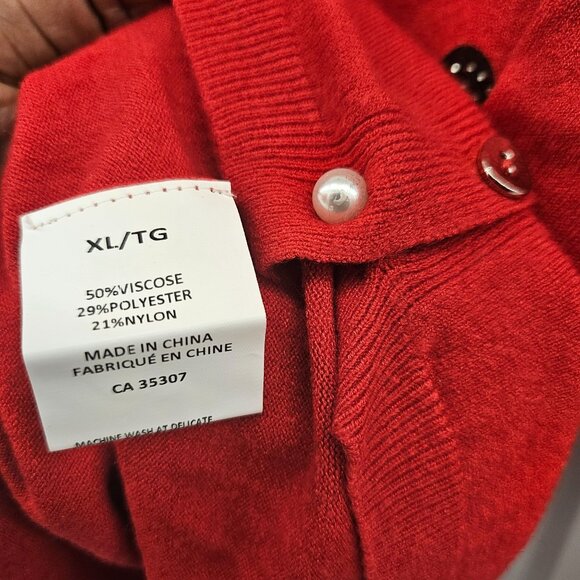 XL/TG
50%VISCOSE
29%POLYESTER
21%NYLON
MADE IN CHINA
FABRIQUÉ EN CHINE
CA 35307
MACHINE WASH AT DELICATE